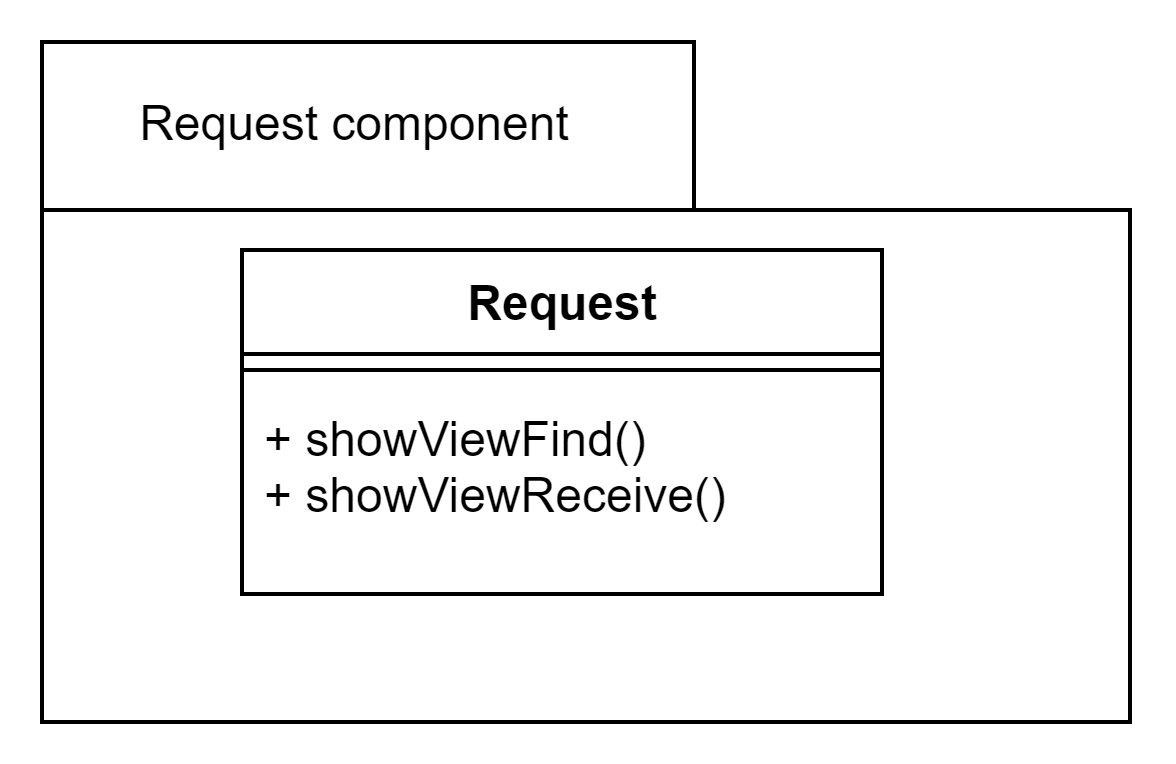 Request component
Request
+ showViewFind()
+ showViewReceive()